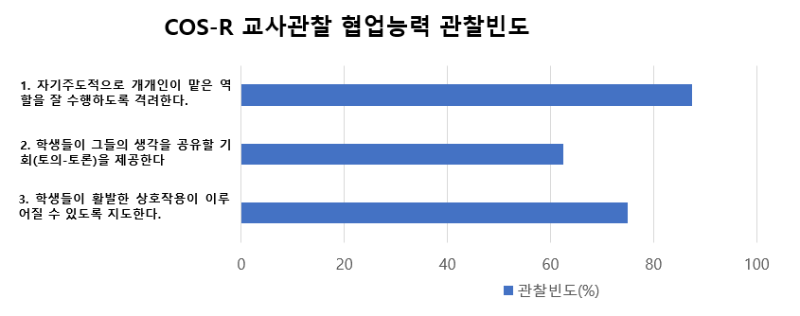 COS-R 교사관찰 협업능력 관찰빈도
1. 자기주도적으로 개개인이 맡은 역
할을 잘 수행하도록 격려한다.
2. 학생들이 그들의 생각을 공유할 기
회(토의-토론)을 제공한다
3. 학생들이 활발한 상호작용이 이루
어질 수 있도록 지도한다.
0 20 40 60 80 100
관찰빈도(%)